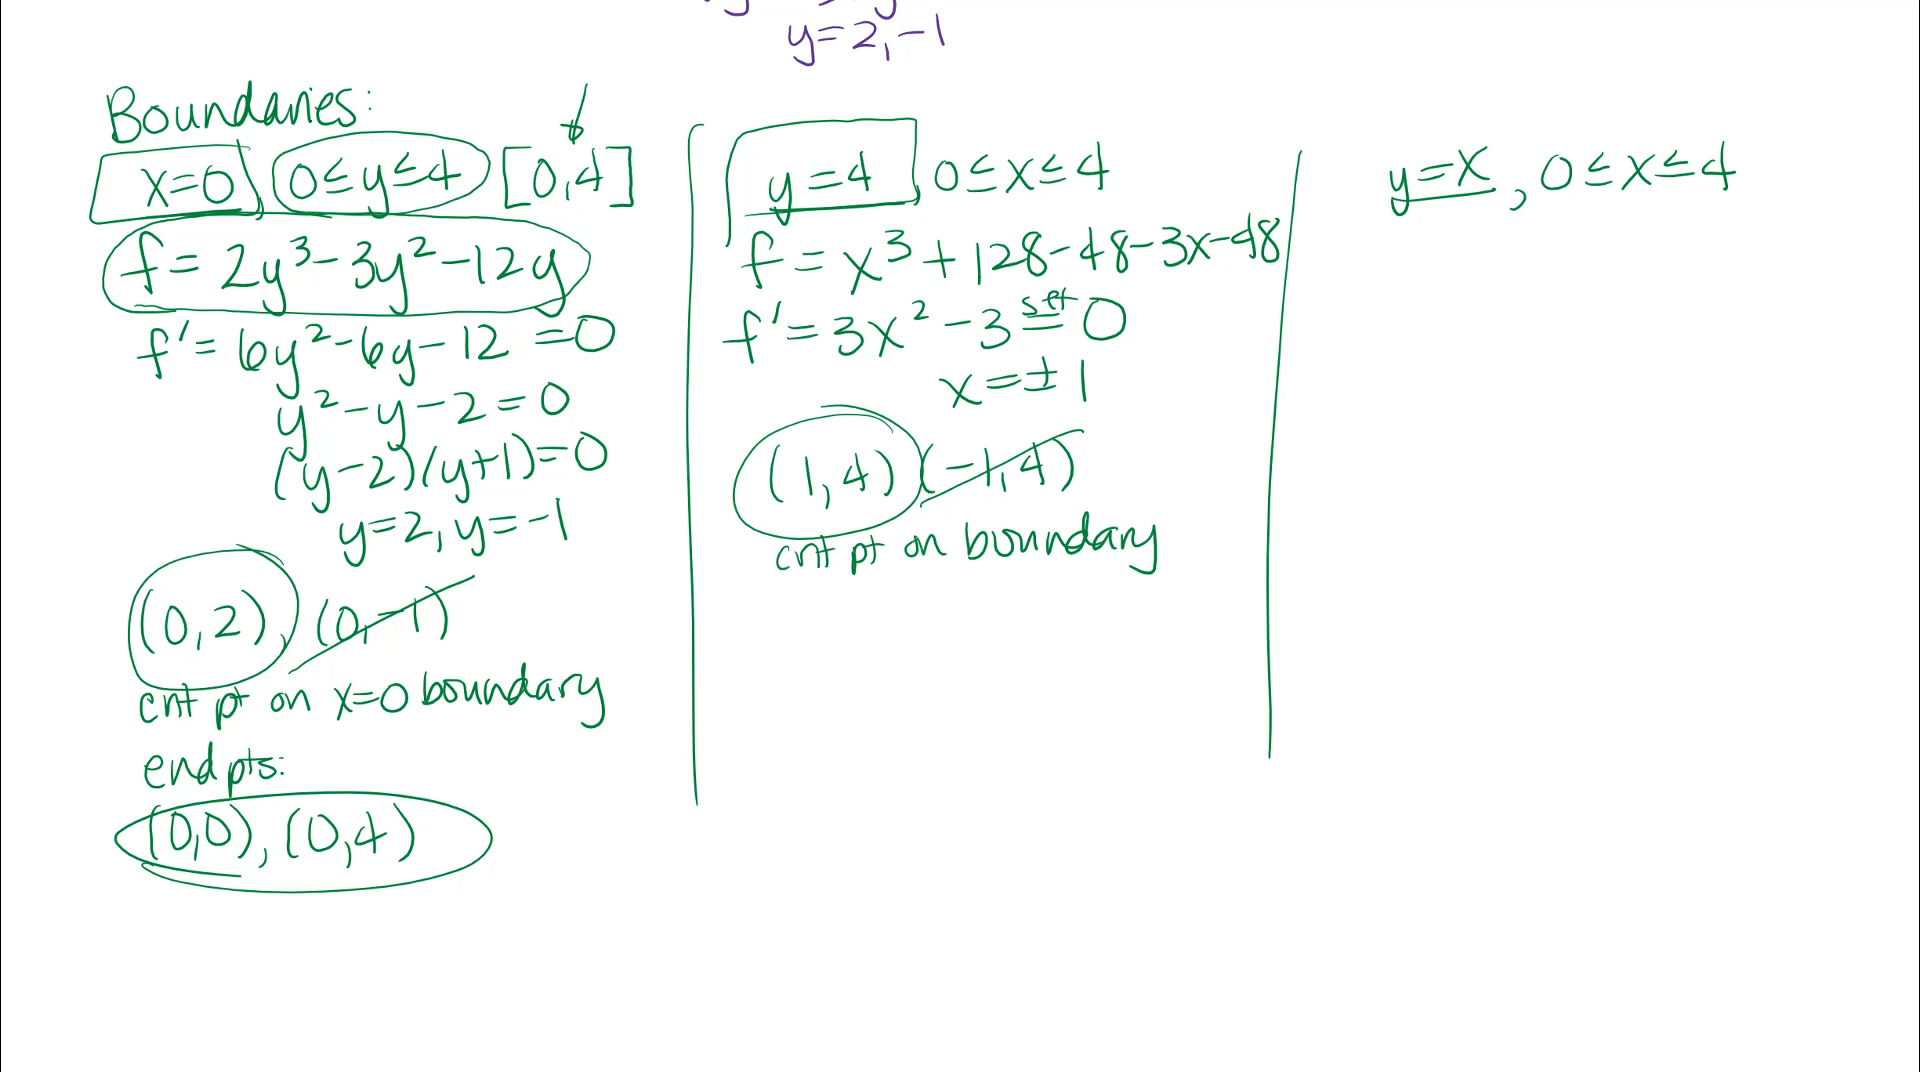 y=2,-1
Boundaries:
x=0, 0≤y≤4 [0,4]
f = 2y³-3y²-12y
f' = 6y²-6y-12 =0
y²-y-2=0
(y-2)(y+1)=0
y=2, y=-1
(0,2), (0,-1)
crit pt on x=0 boundary
end pts:
(0,0), (0,4)
y=4, 0≤x≤4
f = x³+128-48-3x-48
f' = 3x²-3 set = 0
x=±1
(1,4) (-1,4)
crit pt on boundary
y=x, 0≤x≤4